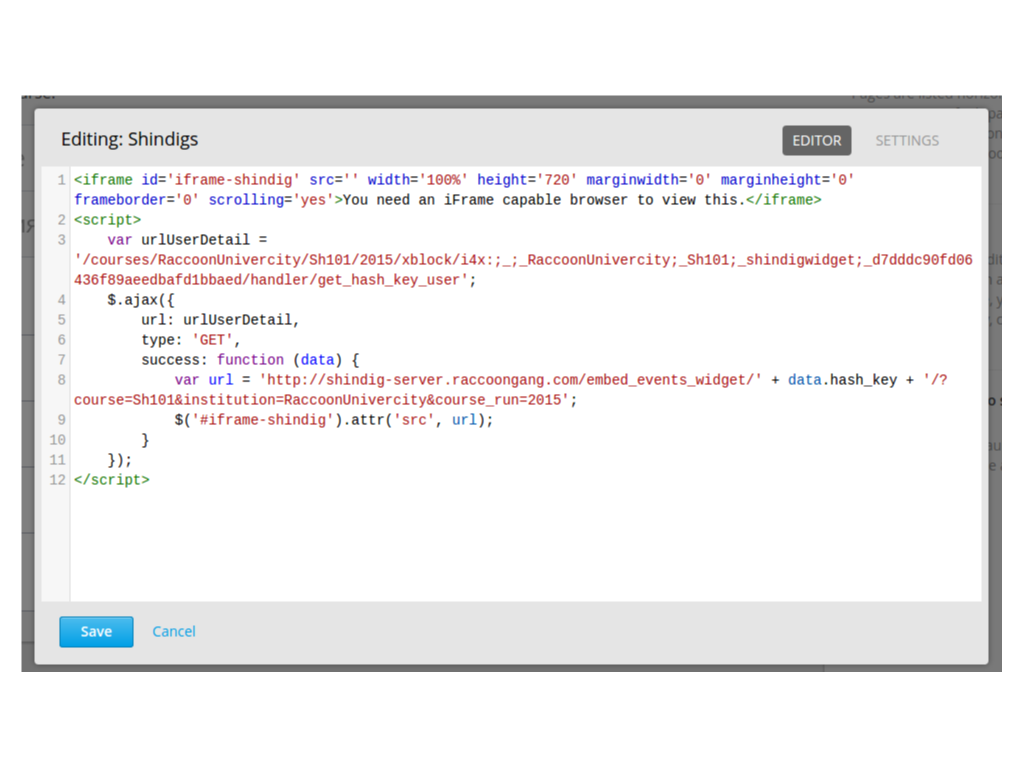 Editing: Shindigs
EDITOR
SETTINGS
1 <iframe id='iframe-shindig' src='' width='100%' height='720' marginwidth='0' marginheight='0'
frameborder='0' scrolling='yes'>You need an iFrame capable browser to view this.</iframe>
2 <script>
3     var urlUserDetail =
'/courses/RaccoonUnivercity/Sh101/2015/xblock/i4x:;_;_RaccoonUnivercity;_Sh101;_shindigwidget;_d7dddc90fd06
436f89aeedbafd1bbaed/handler/get_hash_key_user';
4     $.ajax({
5         url: urlUserDetail,
6         type: 'GET',
7         success: function (data) {
8             var url = 'http://shindig-server.raccoongang.com/embed_events_widget/' + data.hash_key + '/?
course=Sh101&institution=RaccoonUnivercity&course_run=2015';
9             $('#iframe-shindig').attr('src', url);
10         }
11     });
12 </script>
Save
Cancel